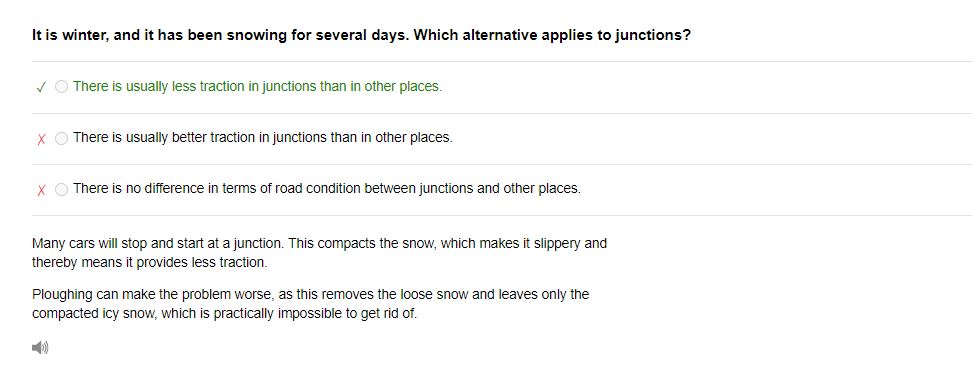 It is winter, and it has been snowing for several days. Which alternative applies to junctions?
✓ There is usually less traction in junctions than in other places.
X There is usually better traction in junctions than in other places.
X There is no difference in terms of road condition between junctions and other places.
Many cars will stop and start at a junction. This compacts the snow, which makes it slippery and
thereby means it provides less traction.
Ploughing can make the problem worse, as this removes the loose snow and leaves only the
compacted icy snow, which is practically impossible to get rid of.